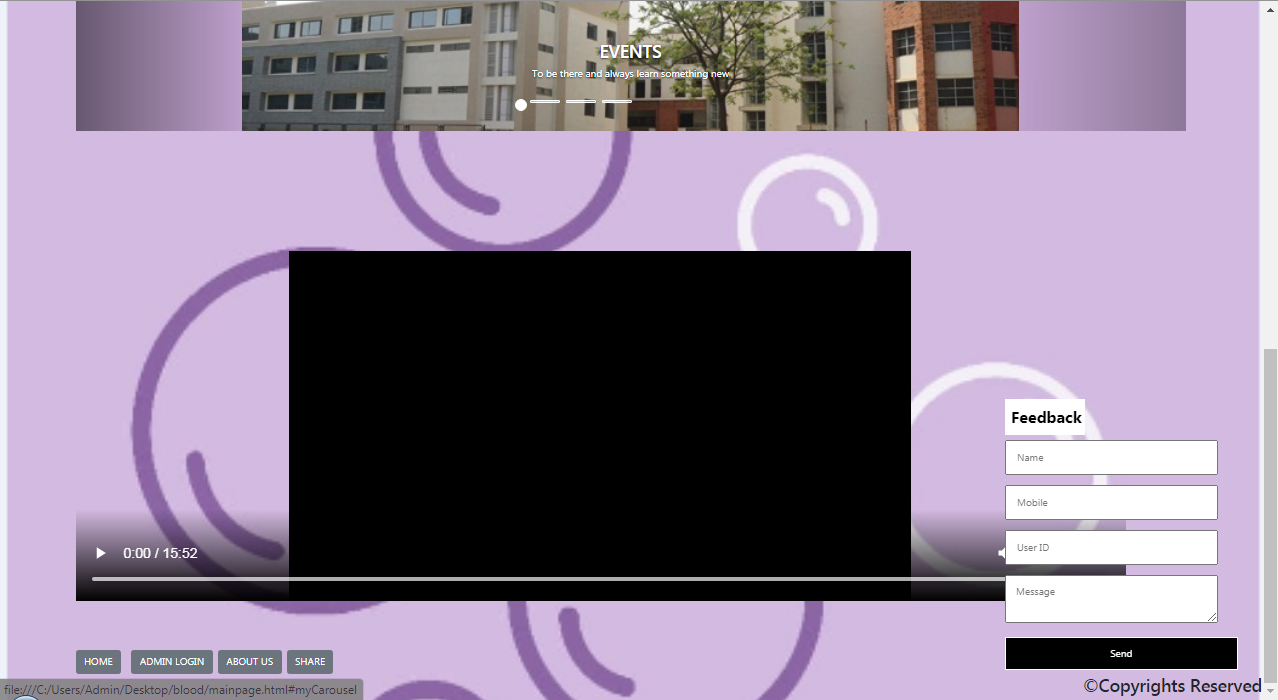 EVENTS
To be there and always learn something new
Feedback
Name
Mobile
User ID
Message
Send
0:00 / 15:52
HOME ADMIN LOGIN ABOUT US SHARE
file:///C:/Users/Admin/Desktop/blood/mainpage.html#myCarousel
©Copyrights Reserved